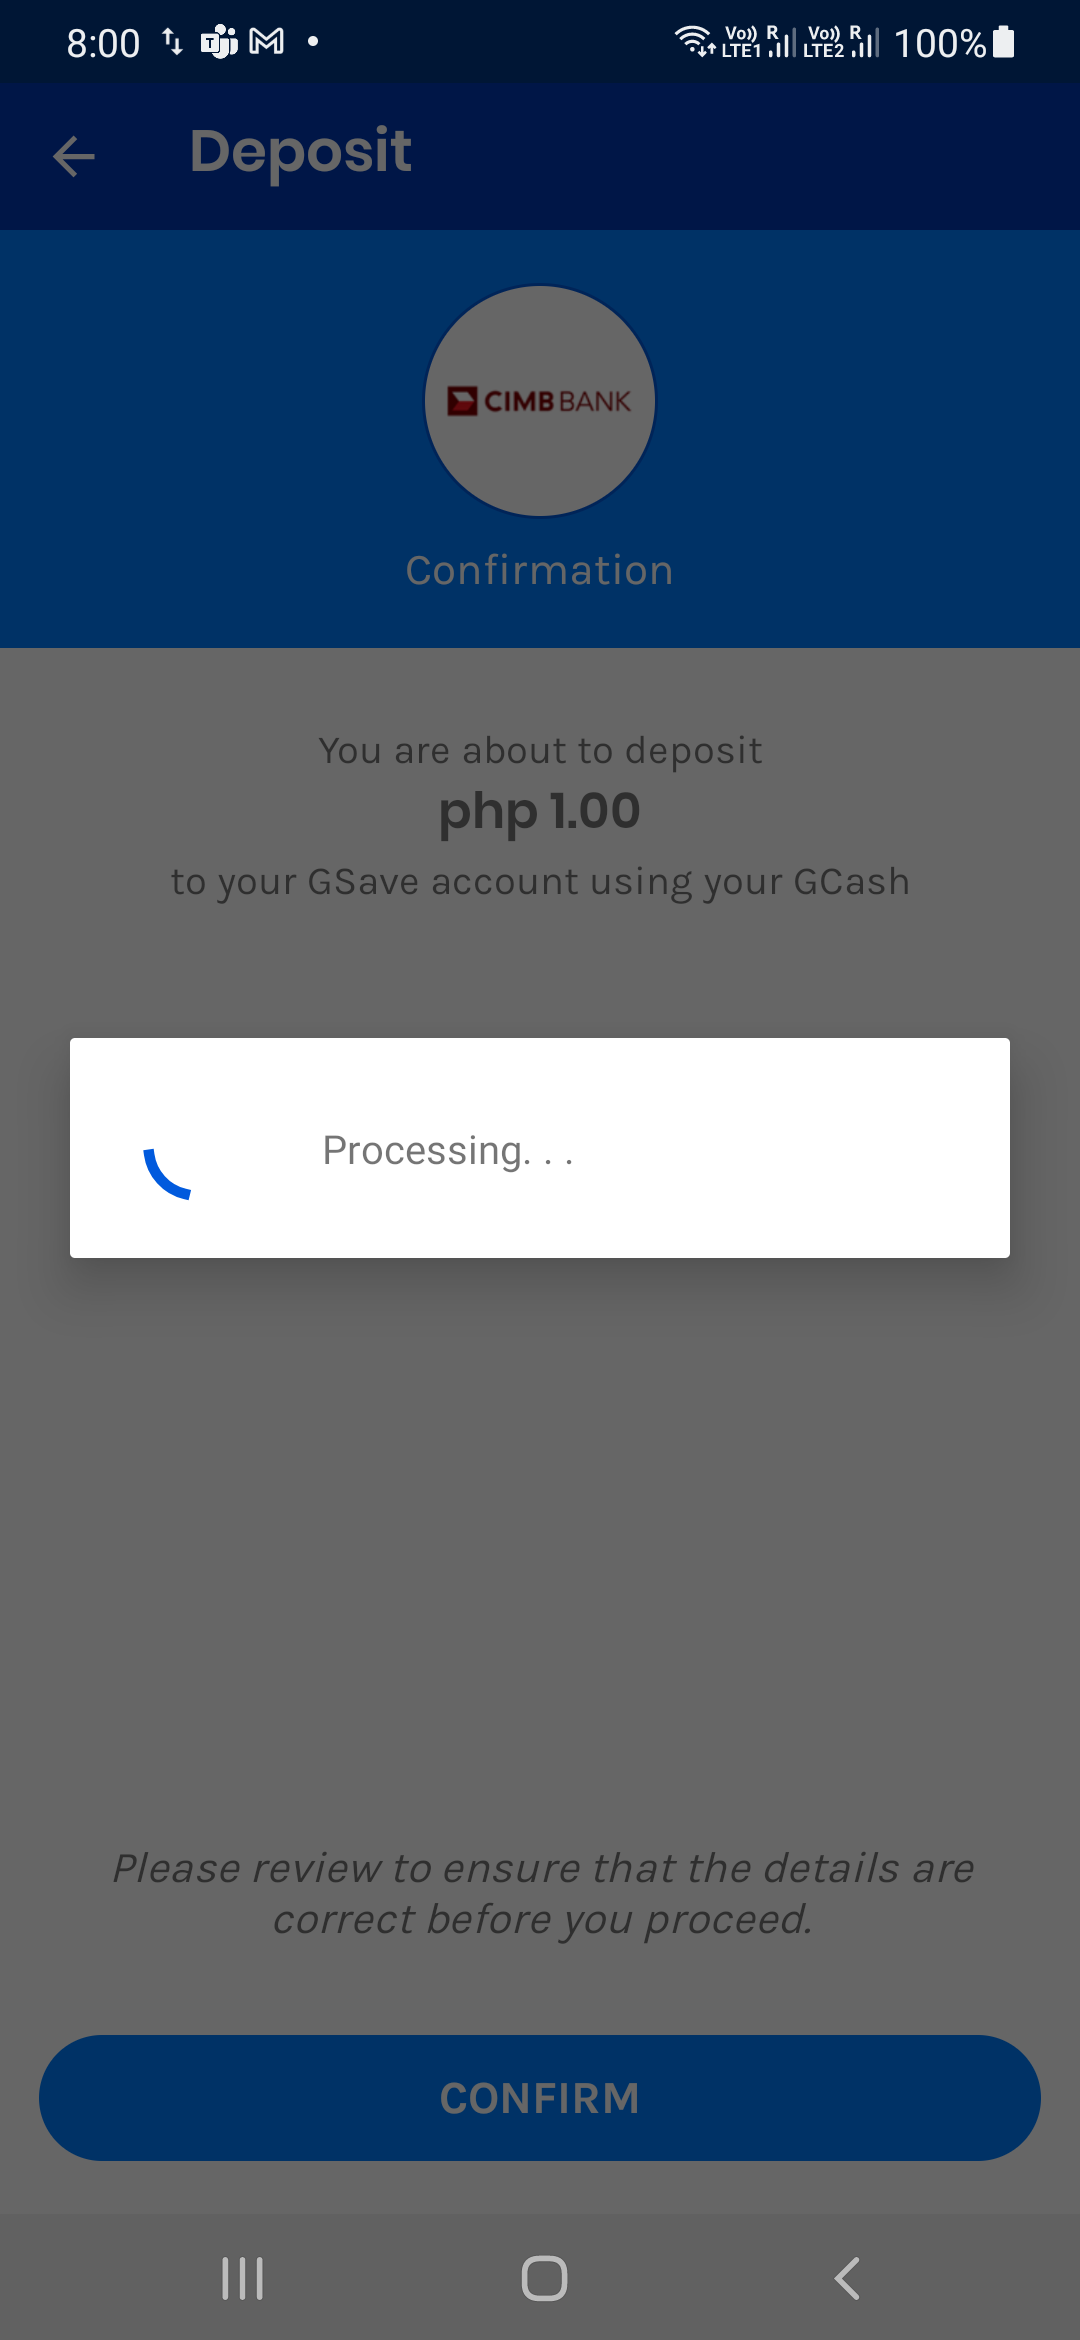 8:00 Vo)) R Vo)) R 100%
LTE1 LTE2
Deposit
CIMB BANK
Confirmation
You are about to deposit
php 1.00
to your GSave account using your GCash
Processing. . .
Please review to ensure that the details are
correct before you proceed.
CONFIRM